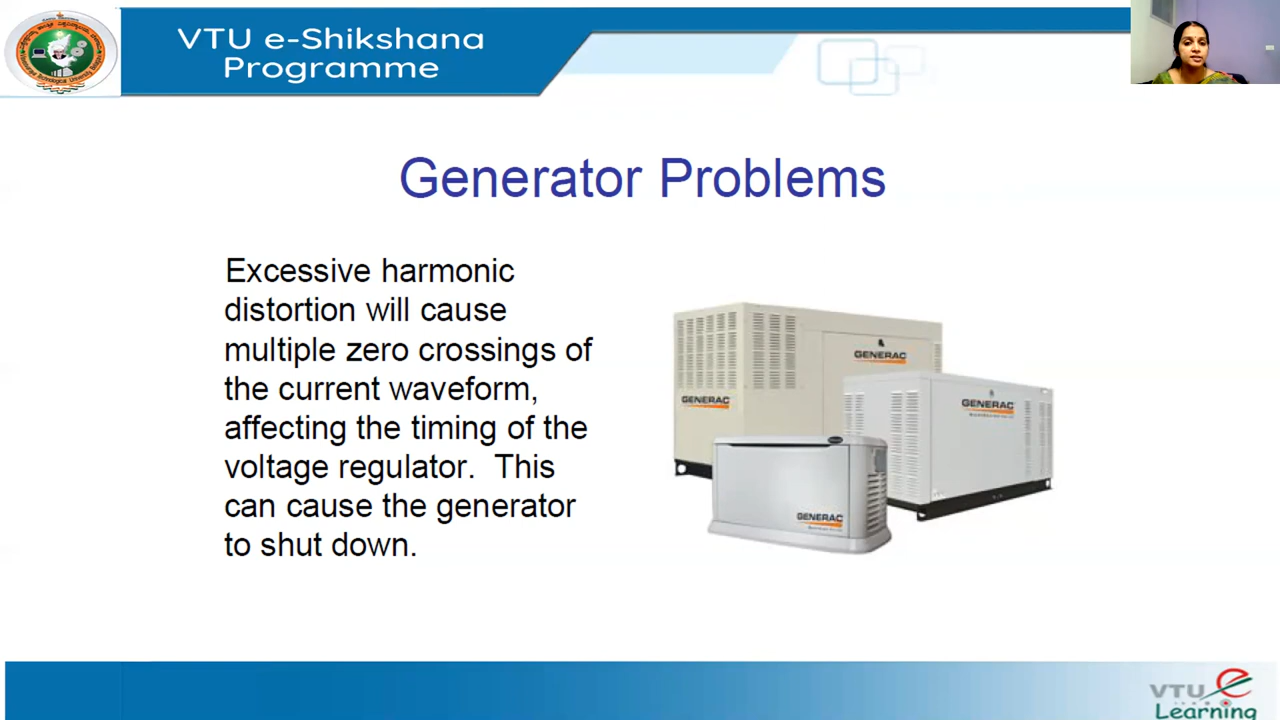 VTU e-Shikshana
Programme
Generator Problems
Excessive harmonic
distortion will cause
multiple zero crossings of
the current waveform,
affecting the timing of the
voltage regulator. This
can cause the generator
to shut down.
GENERAC
GENERAC
GENERAC
GENERAC
VTU e
Learning